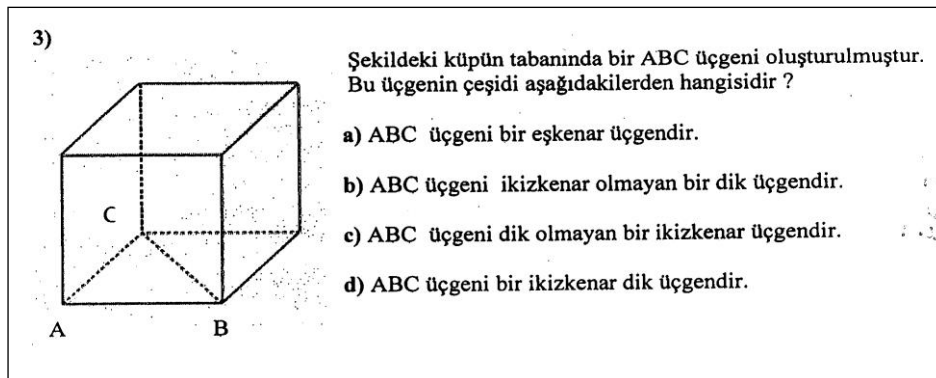 3)
Şekildeki küpün tabanında bir ABC üçgeni oluşturulmuştur.
Bu üçgenin çeşidi aşağıdakilerden hangisidir ?
a) ABC üçgeni bir eşkenar üçgendir.
b) ABC üçgeni ikizkenar olmayan bir dik üçgendir.
C
c) ABC üçgeni dik olmayan bir ikizkenar üçgendir.
d) ABC üçgeni bir ikizkenar dik üçgendir.
A
B